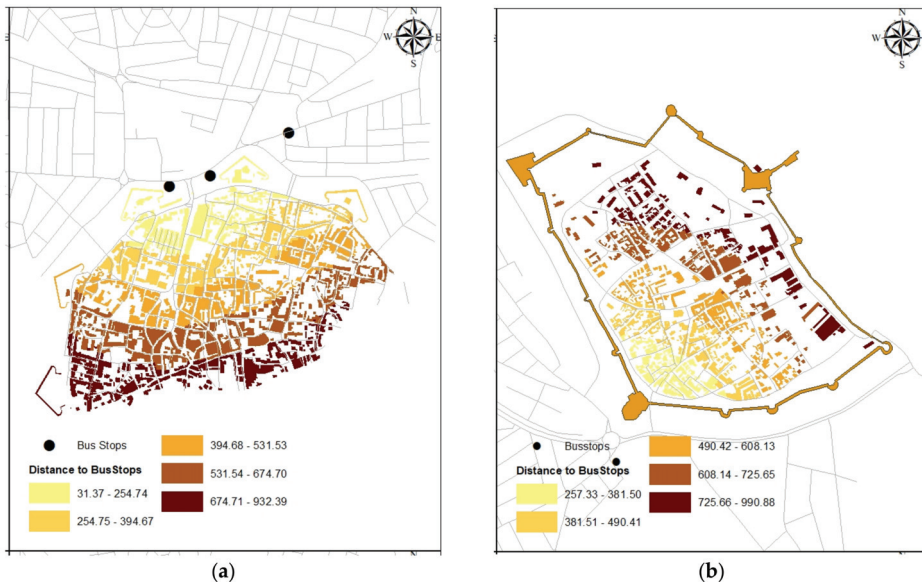 N
W E
S
Bus Stops
Distance to BusStops
31.37 - 254.74
254.75 - 394.67
394.68 - 531.53
531.54 - 674.70
674.71 - 932.39
(a)
N
W
S
Busstops
Distance to BusStops
257.33 - 381.50
381.51 - 490.41
490.42 - 608.13
608.14 - 725.65
725.66 - 990.88
(b)